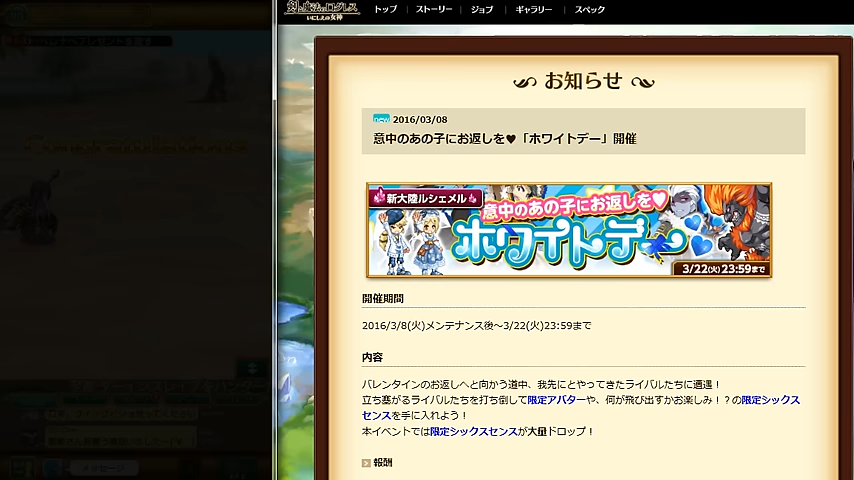 剣と魔法のログレス
いにしえの女神
トップ
ストーリー
ジョブ
ギャラリー
スペック
お知らせ
new 2016/03/08
意中のあの子にお返しを♥「ホワイトデー」開催
新大陸ルシェメル
意中のあの子にお返しを♥
ホワイトデー
3/22(火)23:59まで
開催期間
2016/3/8(火)メンテナンス後～3/22(火)23:59まで
内容
バレンタインのお返しへと向かう道中、我先にとやってきたライバルたちに遭遇！
立ち塞がるライバルたちを打ち倒して限定アバターや、何が飛び出すかお楽しみ！？の限定シックス
センスを手に入れよう！
本イベントでは限定シックスセンスが大量ドロップ！
報酬
メッセージ